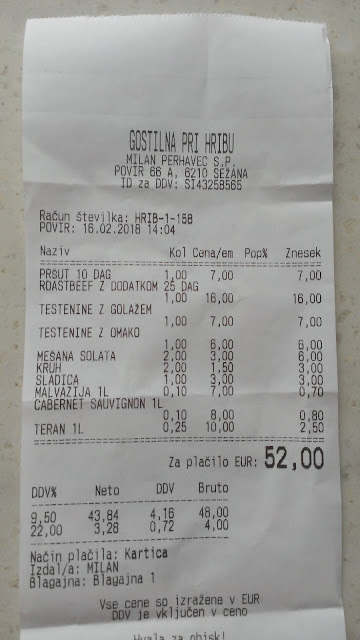 GOSTILNA PRI HRIBU
MILAN PERHAVEC S.P.
POVIR 66 A, 6210 SEŽANA
ID za DDV: SI43258565
Račun številka: HRIB-1-158
POVIR: 16.02.2018 14:04
Naziv Kol Cena/em Pop% Znesek
PRŠUT 10 DAG 1,00 7,00 7,00
ROASTBEEF Z DODATKOM 25 DAG
1,00 16,00 16,00
TESTENINE Z GOLAŽEM
1,00 7,00 7,00
TESTENINE Z OMAKO
1,00 6,00 6,00
MEŠANA SOLATA 2,00 3,00 6,00
KRUH 2,00 1,50 3,00
SLADICA 1,00 3,00 3,00
MALVAZIJA 1L 0,10 7,00 0,70
CABERNET SAUVIGNON 1L
0,10 8,00 0,80
TERAN 1L 0,25 10,00 2,50
Za plačilo EUR: 52,00
DDV% Neto DDV Bruto
9,50 43,84 4,16 48,00
22,00 3,28 0,72 4,00
Način plačila: Kartica
Izdal/a: MILAN
Blagajna: Blagajna 1
Vse cene so izražene v EUR
DDV je vključen v ceno
Hvala za obisk!